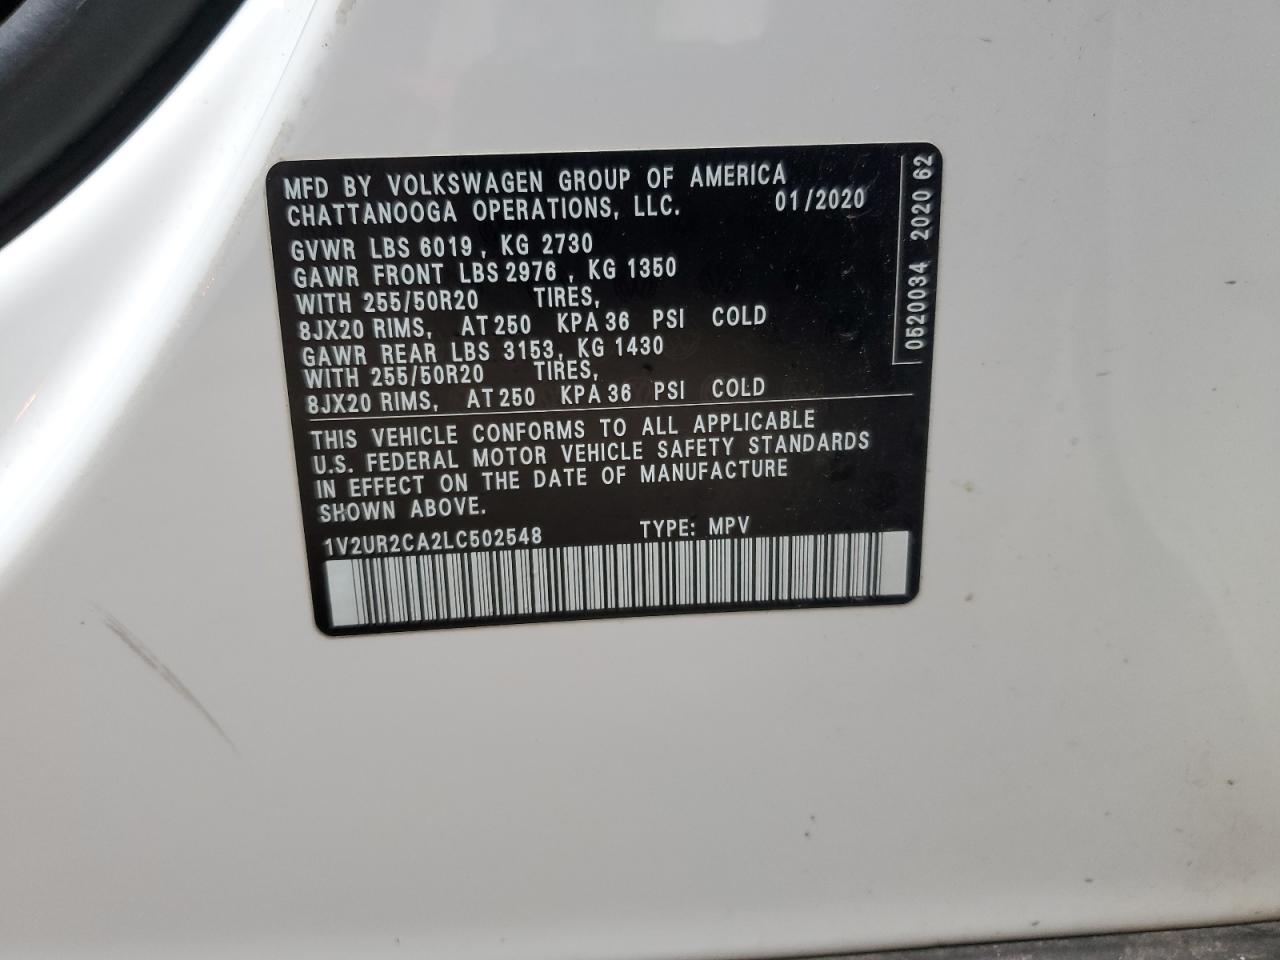 MFD BY VOLKSWAGEN GROUP OF AMERICA
CHATTANOOGA OPERATIONS, LLC. 01/2020
GVWR LBS 6019, KG 2730
GAWR FRONT LBS 2976, KG 1350
WITH 255/50R20 TIRES,
8JX20 RIMS, AT 250 KPA 36 PSI COLD
GAWR REAR LBS 3153, KG 1430
WITH 255/50R20 TIRES,
8JX20 RIMS, AT 250 KPA 36 PSI COLD
THIS VEHICLE CONFORMS TO ALL APPLICABLE
U.S. FEDERAL MOTOR VEHICLE SAFETY STANDARDS
IN EFFECT ON THE DATE OF MANUFACTURE
SHOWN ABOVE.
1V2UR2CA2LC502548 TYPE: MPV
0520034 2020 62